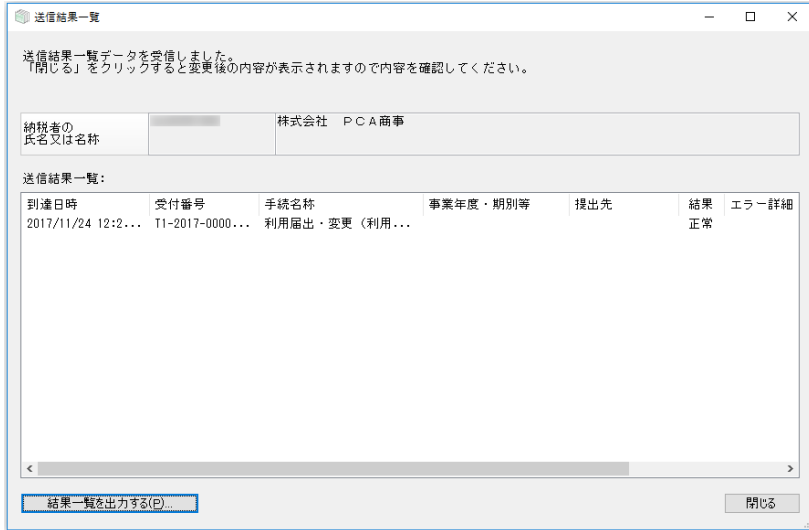 送信結果一覧
送信結果一覧データを受信しました。
「閉じる」をクリックすると変更後の内容が表示されますので内容を確認してください。
納税者の
氏名又は名称
株式会社　ＰＣＡ商事
送信結果一覧:
到達日時 受付番号 手続名称 事業年度・期別等 提出先 結果 エラー詳細
2017/11/24 12:2... T1-2017-0000... 利用届出・変更（利用... 正常
結果一覧を出力する(P)... 閉じる